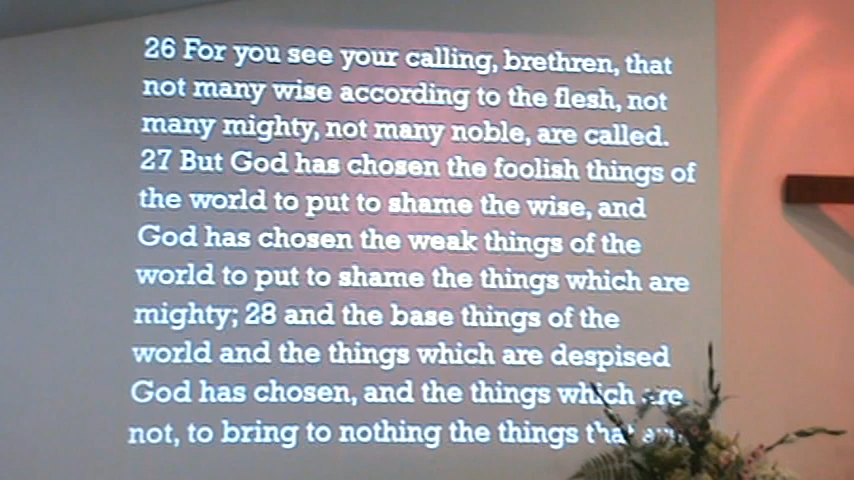 26 For you see your calling, brethren, that
not many wise according to the flesh, not
many mighty, not many noble, are called.
27 But God has chosen the foolish things of
the world to put to shame the wise, and
God has chosen the weak things of the
world to put to shame the things which are
mighty; 28 and the base things of the
world and the things which are despised
God has chosen, and the things which are
not, to bring to nothing the things that